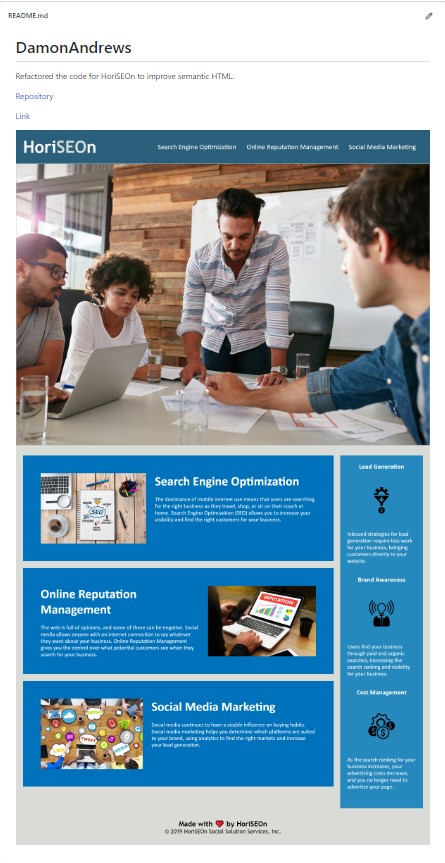 README.md
DamonAndrews
Refactored the code for HoriSEOn to improve semantic HTML.
Repository
Link
HoriSEOn
Search Engine Optimization
Online Reputation Management
Social Media Marketing
Search Engine Optimization
The dominance of mobile internet use means that users are searching
for the right business as they travel, shop, or sit on their couch at
home. Search Engine Optimization (SEO) allows you to increase your
visibility and find the right customers for your business.
SEO
Online Reputation
Management
The web is full of opinions, and some of these can be negative. Social
media allows anyone with an internet connection to say whatever
they want about your business. Online Reputation Management
gives you the control over what potential customers see when they
search for your business.
REPUTATION
Social Media Marketing
Social media continues to have a sizable influence on buying habits.
Social media marketing helps you determine which platforms are suited
to your brand, using analytics to find the right markets and increase
your lead generation.
TWEET
Lead Generation
Inbound strategies for lead
generation require less work
for your business, bringing
customers directly to your
website.
Brand Awareness
Users find your business
through paid and organic
searches, increasing the
search ranking and visibility
for your business.
Cost Management
As the search ranking for your
business increases, your
advertising costs decrease,
and you no longer need to
advertise your page.
Made with ❤️ by HoriSEOn
© 2019 HoriSEOn Social Solution Services, Inc.